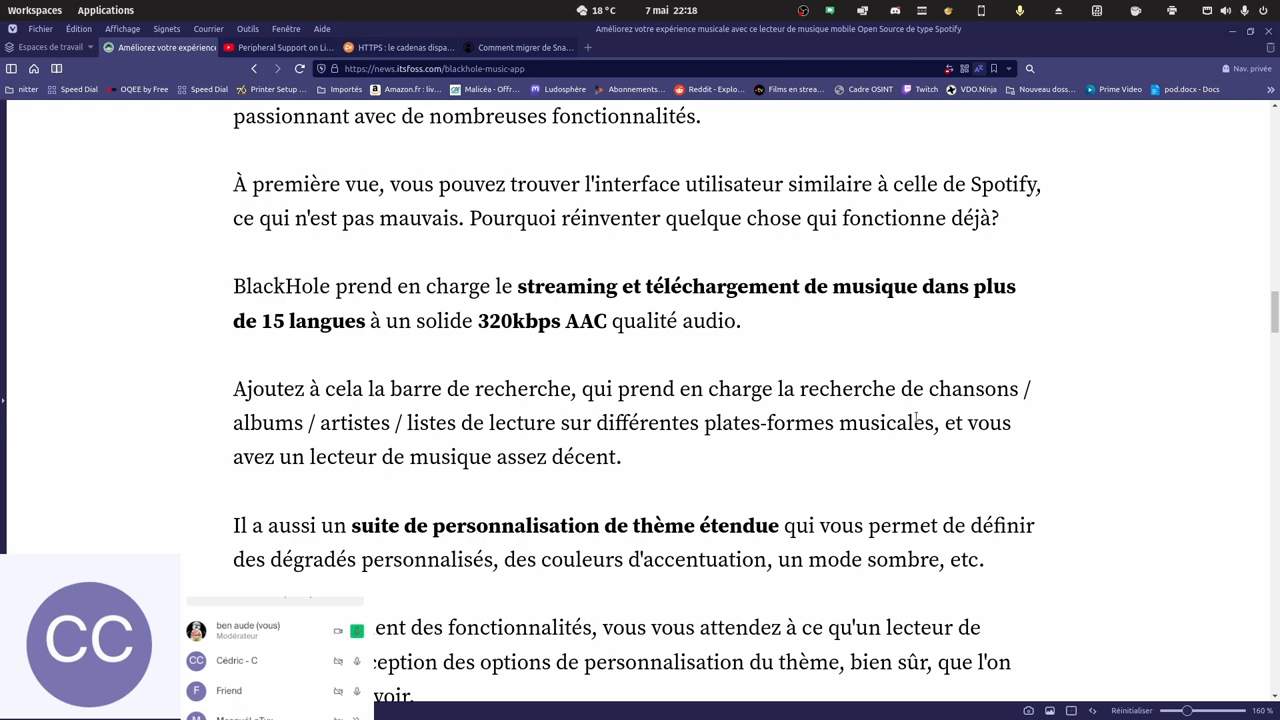 Applications
Workspaces
Fichier Édition Affichage Signets Courrier Outils Fenêtre Aide
Améliorez votre expérience musicale avec ce lecteur de musique mobile Open Source de type Spotify
Espaces de travail Améliorez votre expérience Peripheral Support on Li... HTTPS : le cadenas dispa... Comment migrer de Sna...
https://news.itsfoss.com/blackhole-music-app
Nav. privée
nitter Speed Dial OQEE by Free Speed Dial Printer Setup ... Importés Amazon.fr : liv... Malicéa - Offr... Ludosphère Abonnements... Reddit - Explo... Films en strea... Cadre OSINT Twitch VDO.Ninja Nouveau doss... Prime Video pod.docx - Docs
passionnant avec de nombreuses fonctionnalités.
À première vue, vous pouvez trouver l'interface utilisateur similaire à celle de Spotify,
ce qui n'est pas mauvais. Pourquoi réinventer quelque chose qui fonctionne déjà?
BlackHole prend en charge le streaming et téléchargement de musique dans plus
de 15 langues à un solide 320kbps AAC qualité audio.
Ajoutez à cela la barre de recherche, qui prend en charge la recherche de chansons /
albums / artistes / listes de lecture sur différentes plates-formes musicales, et vous
avez un lecteur de musique assez décent.
Il a aussi un suite de personnalisation de thème étendue qui vous permet de définir
des dégradés personnalisés, des couleurs d'accentuation, un mode sombre, etc.
ent des fonctionnalités, vous vous attendez à ce qu'un lecteur de
ception des options de personnalisation du thème, bien sûr, que l'on
voir.
CC
ben aude (vous)
Modérateur
CC Cédric - C
F Friend
Réinitialiser 160 %